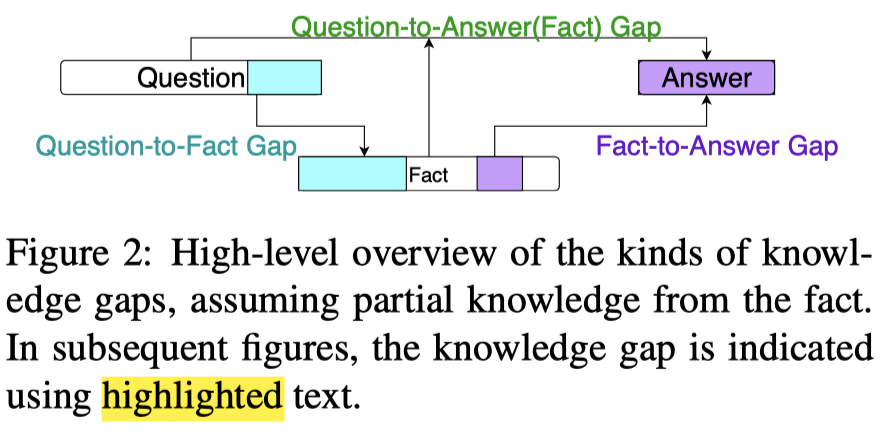 Question-to-Answer(Fact) Gap
Question
Answer
Question-to-Fact Gap
Fact-to-Answer Gap
Fact
Figure 2: High-level overview of the kinds of knowl-
edge gaps, assuming partial knowledge from the fact.
In subsequent figures, the knowledge gap is indicated
using highlighted text.